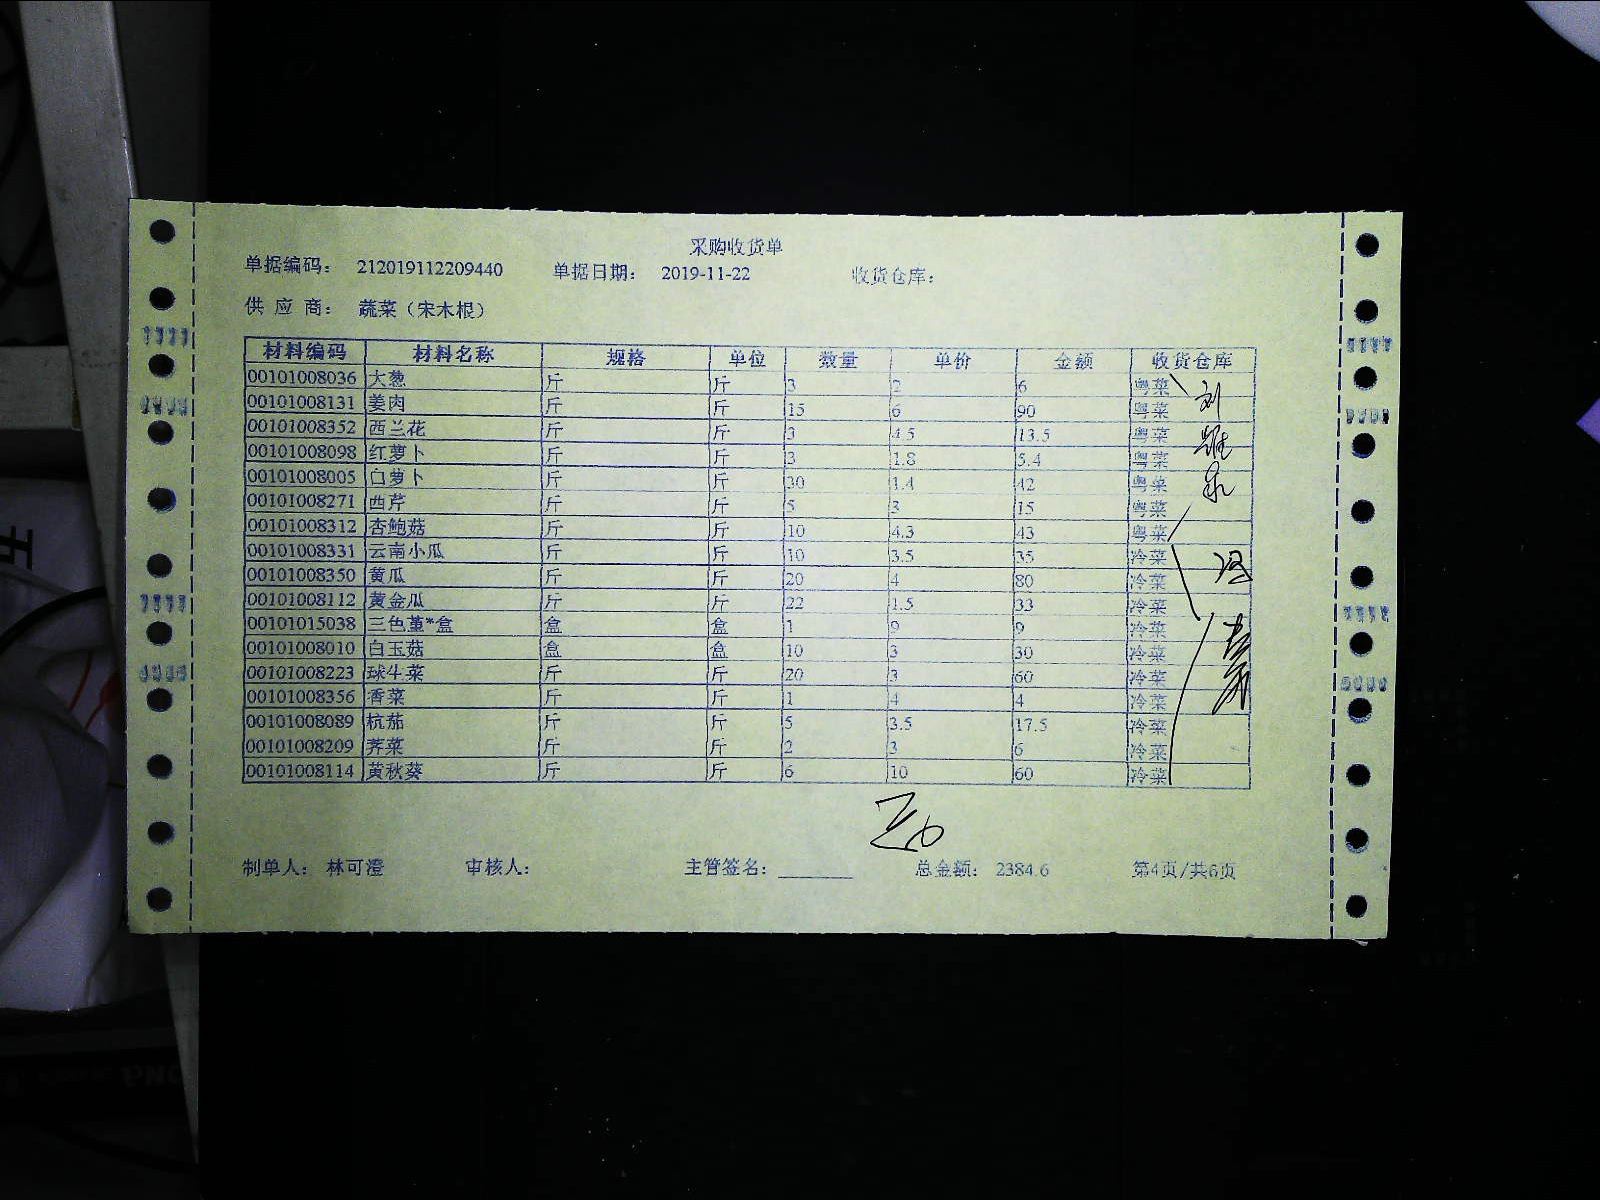 采购收货单
单据编码： 212019112209440 单据日期： 2019-11-22 收货仓库：
供 应 商： 蔬菜（宋木根）
材料编码 材料名称 规格 单位 数量 单价 金额 收货仓库
00101008036 大葱 斤 斤 3 2 6 粤菜
00101008131 姜肉 斤 斤 15 6 90 粤菜
00101008352 西兰花 斤 斤 3 4.5 13.5 粤菜
00101008098 红萝卜 斤 斤 3 1.8 5.4 粤菜
00101008005 白萝卜 斤 斤 30 1.4 42 粤菜
00101008271 西芹 斤 斤 5 3 15 粤菜
00101008312 杏鲍菇 斤 斤 10 4.3 43 粤菜
00101008331 云南小瓜 斤 斤 10 3.5 35 冷菜
00101008350 黄瓜 斤 斤 20 4 80 冷菜
00101008112 黄金瓜 斤 斤 22 1.5 33 冷菜
00101015038 三色堇*盒 盒 盒 1 9 9 冷菜
00101008010 白玉菇 盒 盒 10 3 30 冷菜
00101008223 球生菜 斤 斤 20 3 60 冷菜
00101008356 香菜 斤 斤 1 4 4 冷菜
00101008089 杭茄 斤 斤 5 3.5 17.5 冷菜
00101008209 荠菜 斤 斤 2 3 6 冷菜
00101008114 黄秋葵 斤 斤 6 10 60 冷菜
制单人： 林可澄 审核人： 主管签名： 总金额： 2384.6 第4页/共6页